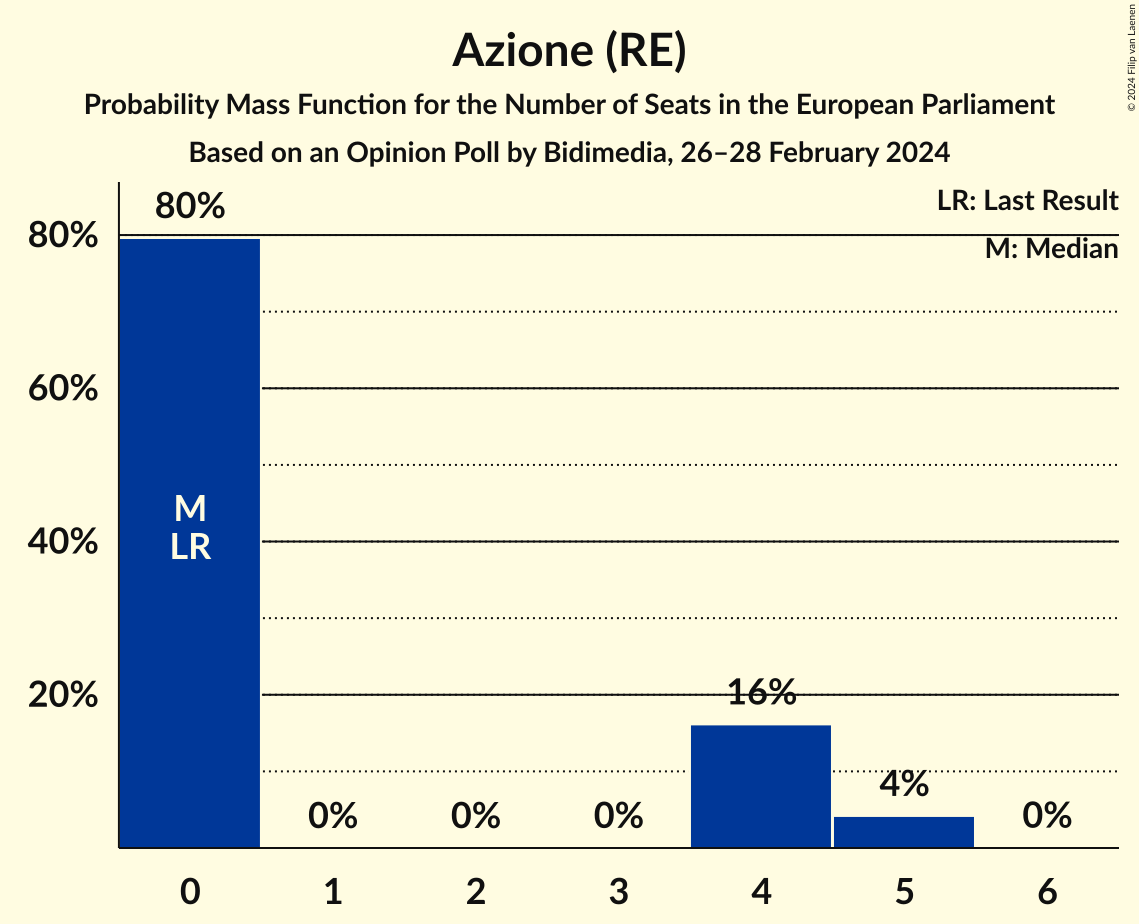 Azione (RE)
Probability Mass Function for the Number of Seats in the European Parliament
Based on an Opinion Poll by Bidimedia, 26–28 February 2024
© 2024 Filip van Laenen
LR: Last Result
M: Median
80%
60%
40%
20%
80%
M
LR
0%
0%
0%
16%
4%
0%
0 1 2 3 4 5 6